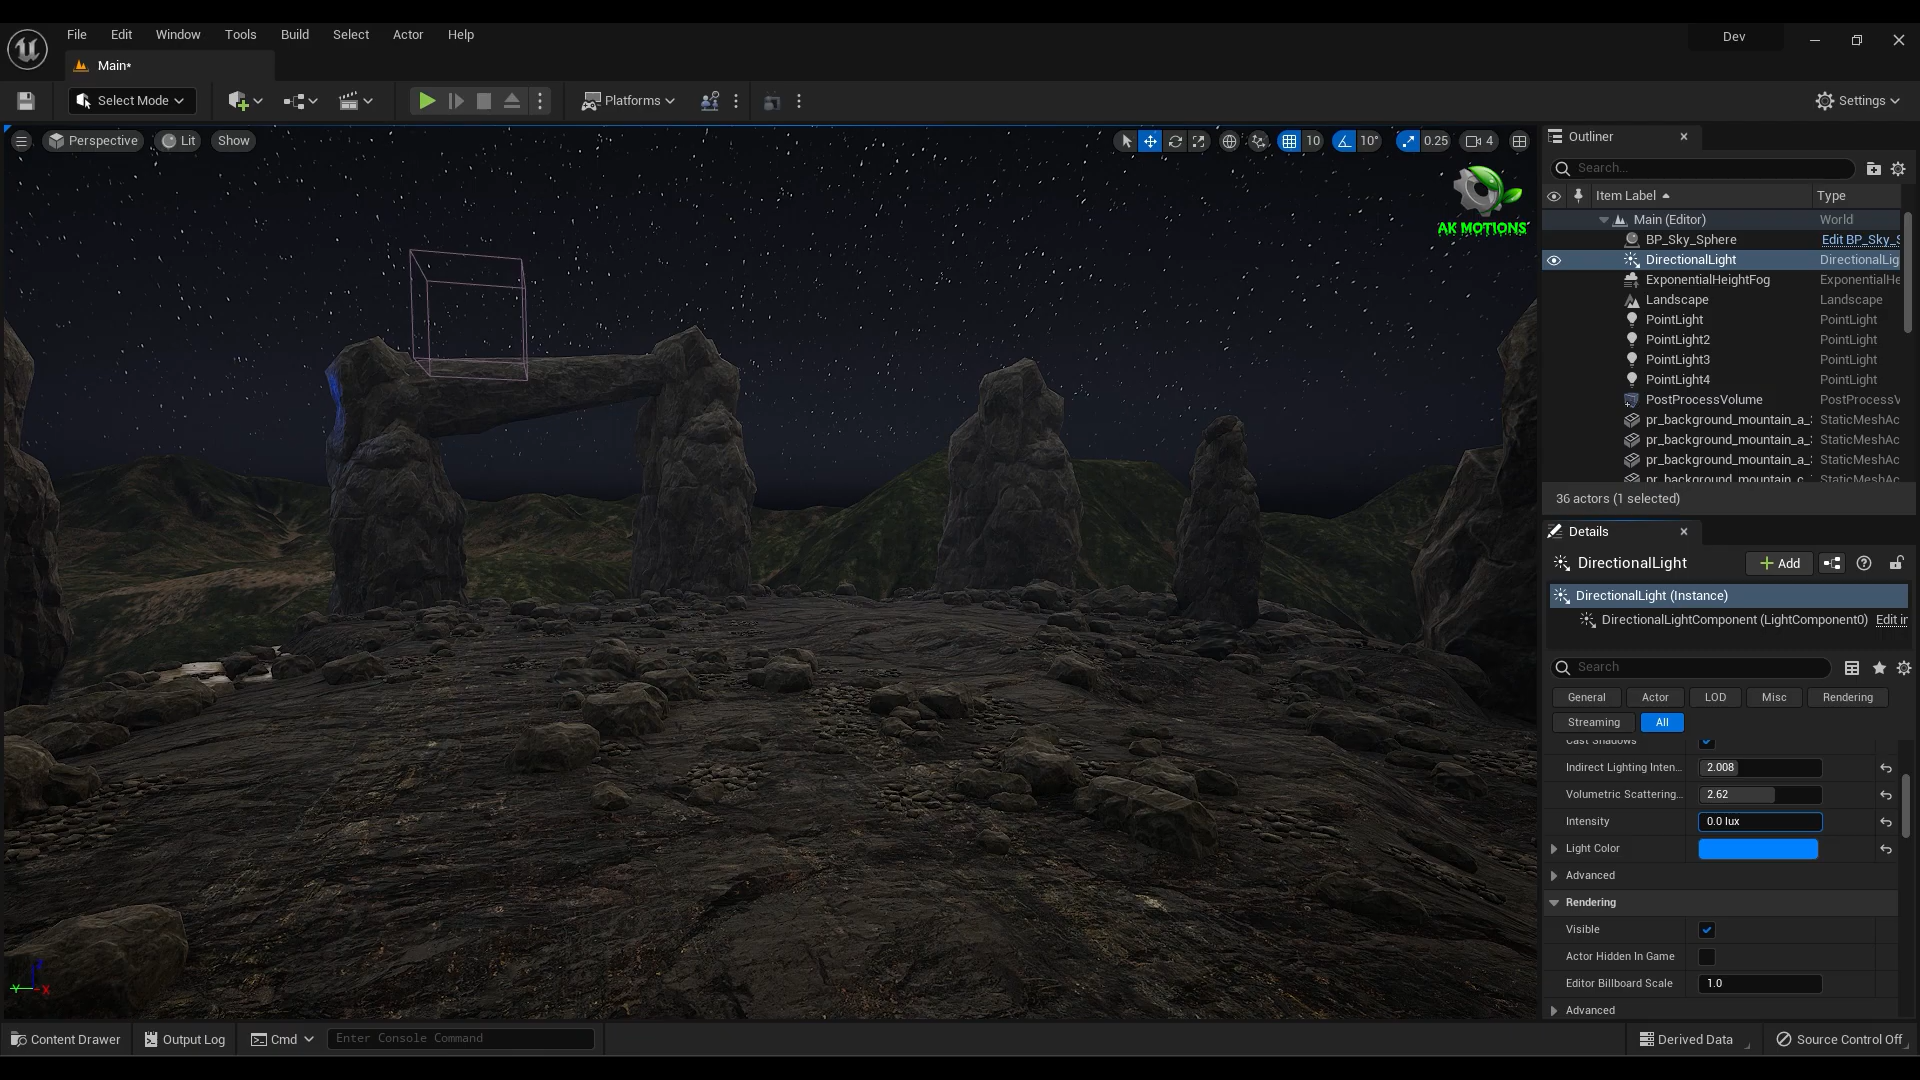 File Edit Window Tools Build Select Actor Help
Dev
Main*
Select Mode
Platforms
Settings
Perspective Lit Show
10 10° 0.25 4
AK MOTIONS
Outliner
Search...
Item Label Type
Main (Editor) World
BP_Sky_Sphere Edit BP_Sky_S
DirectionalLight DirectionalLig
ExponentialHeightFog ExponentialHe
Landscape Landscape
PointLight PointLight
PointLight2 PointLight
PointLight3 PointLight
PointLight4 PointLight
PostProcessVolume PostProcessV
pr_background_mountain_a_ StaticMeshAc
pr_background_mountain_a_ StaticMeshAc
pr_background_mountain_a_ StaticMeshAc
pr_background_mountain_c_ StaticMeshAc
36 actors (1 selected)
Details
DirectionalLight Add
DirectionalLight (Instance)
DirectionalLightComponent (LightComponent0) Edit in
Search
General Actor LOD Misc Rendering
Streaming All
Cast Shadows
Indirect Lighting Inten... 2.008
Volumetric Scattering... 2.62
Intensity 0.0 lux
Light Color
Advanced
Rendering
Visible
Actor Hidden In Game
Editor Billboard Scale 1.0
Advanced
Content Drawer Output Log Cmd Enter Console Command
Derived Data Source Control Off